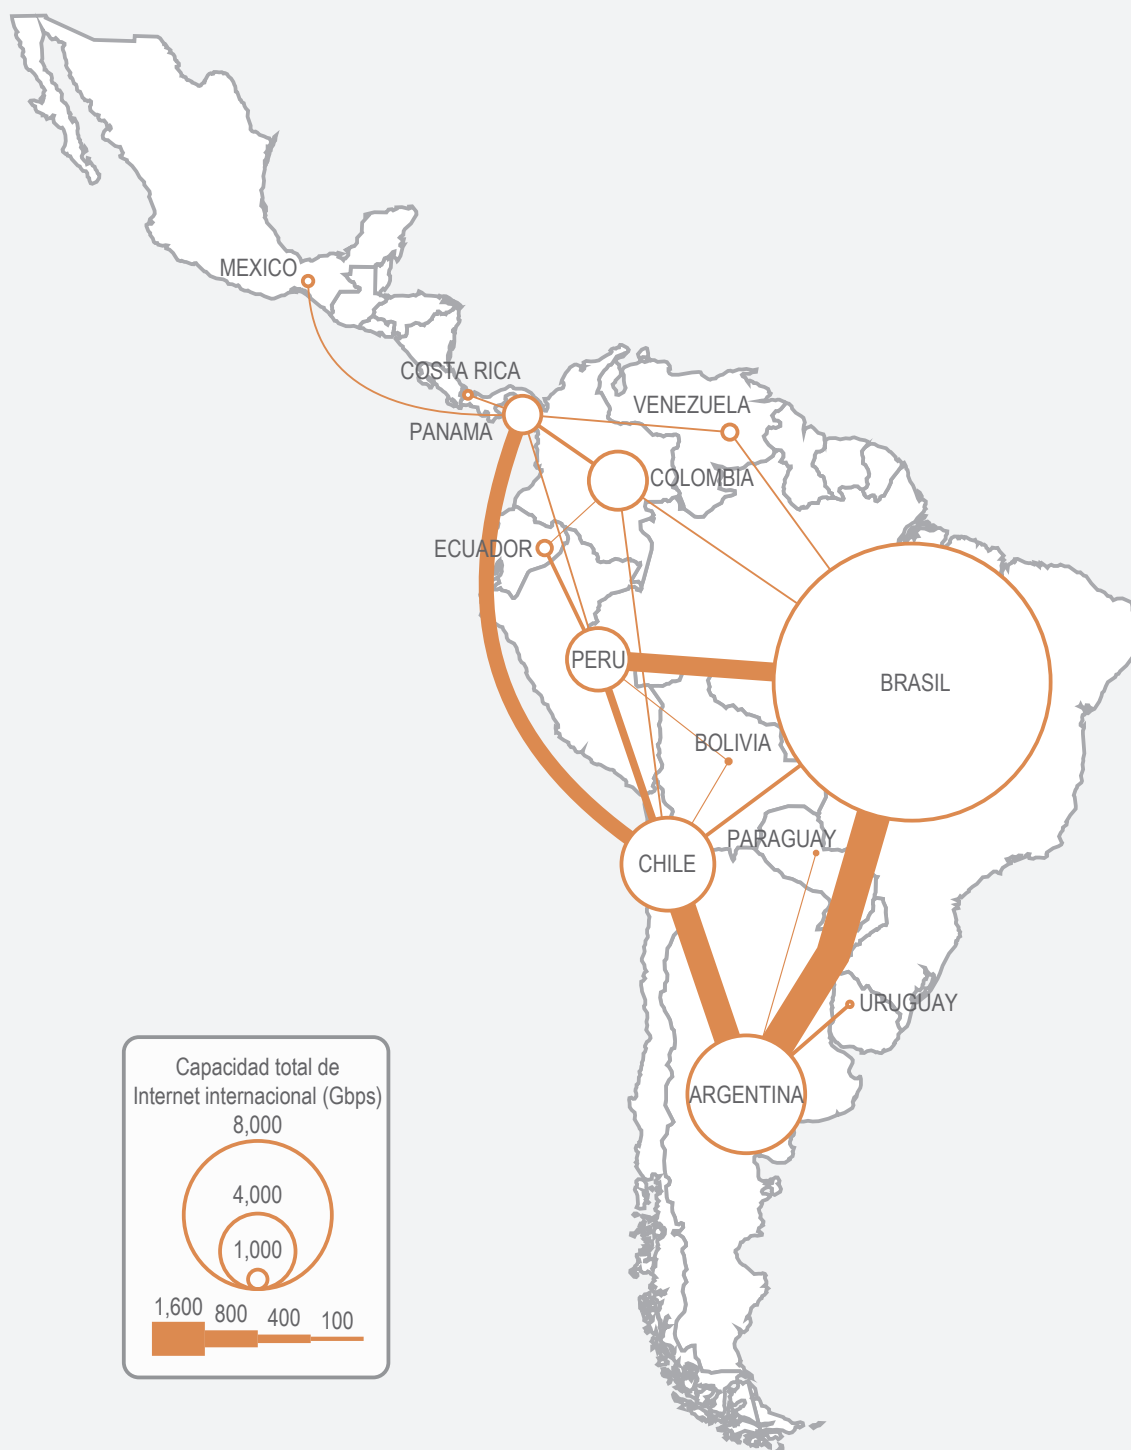 MEXICO
COSTA RICA
PANAMA
VENEZUELA
COLOMBIA
ECUADOR
PERU
BRASIL
BOLIVIA
PARAGUAY
CHILE
URUGUAY
ARGENTINA
Capacidad total de
Internet internacional (Gbps)
8,000
4,000
1,000
1,600 800 400 100